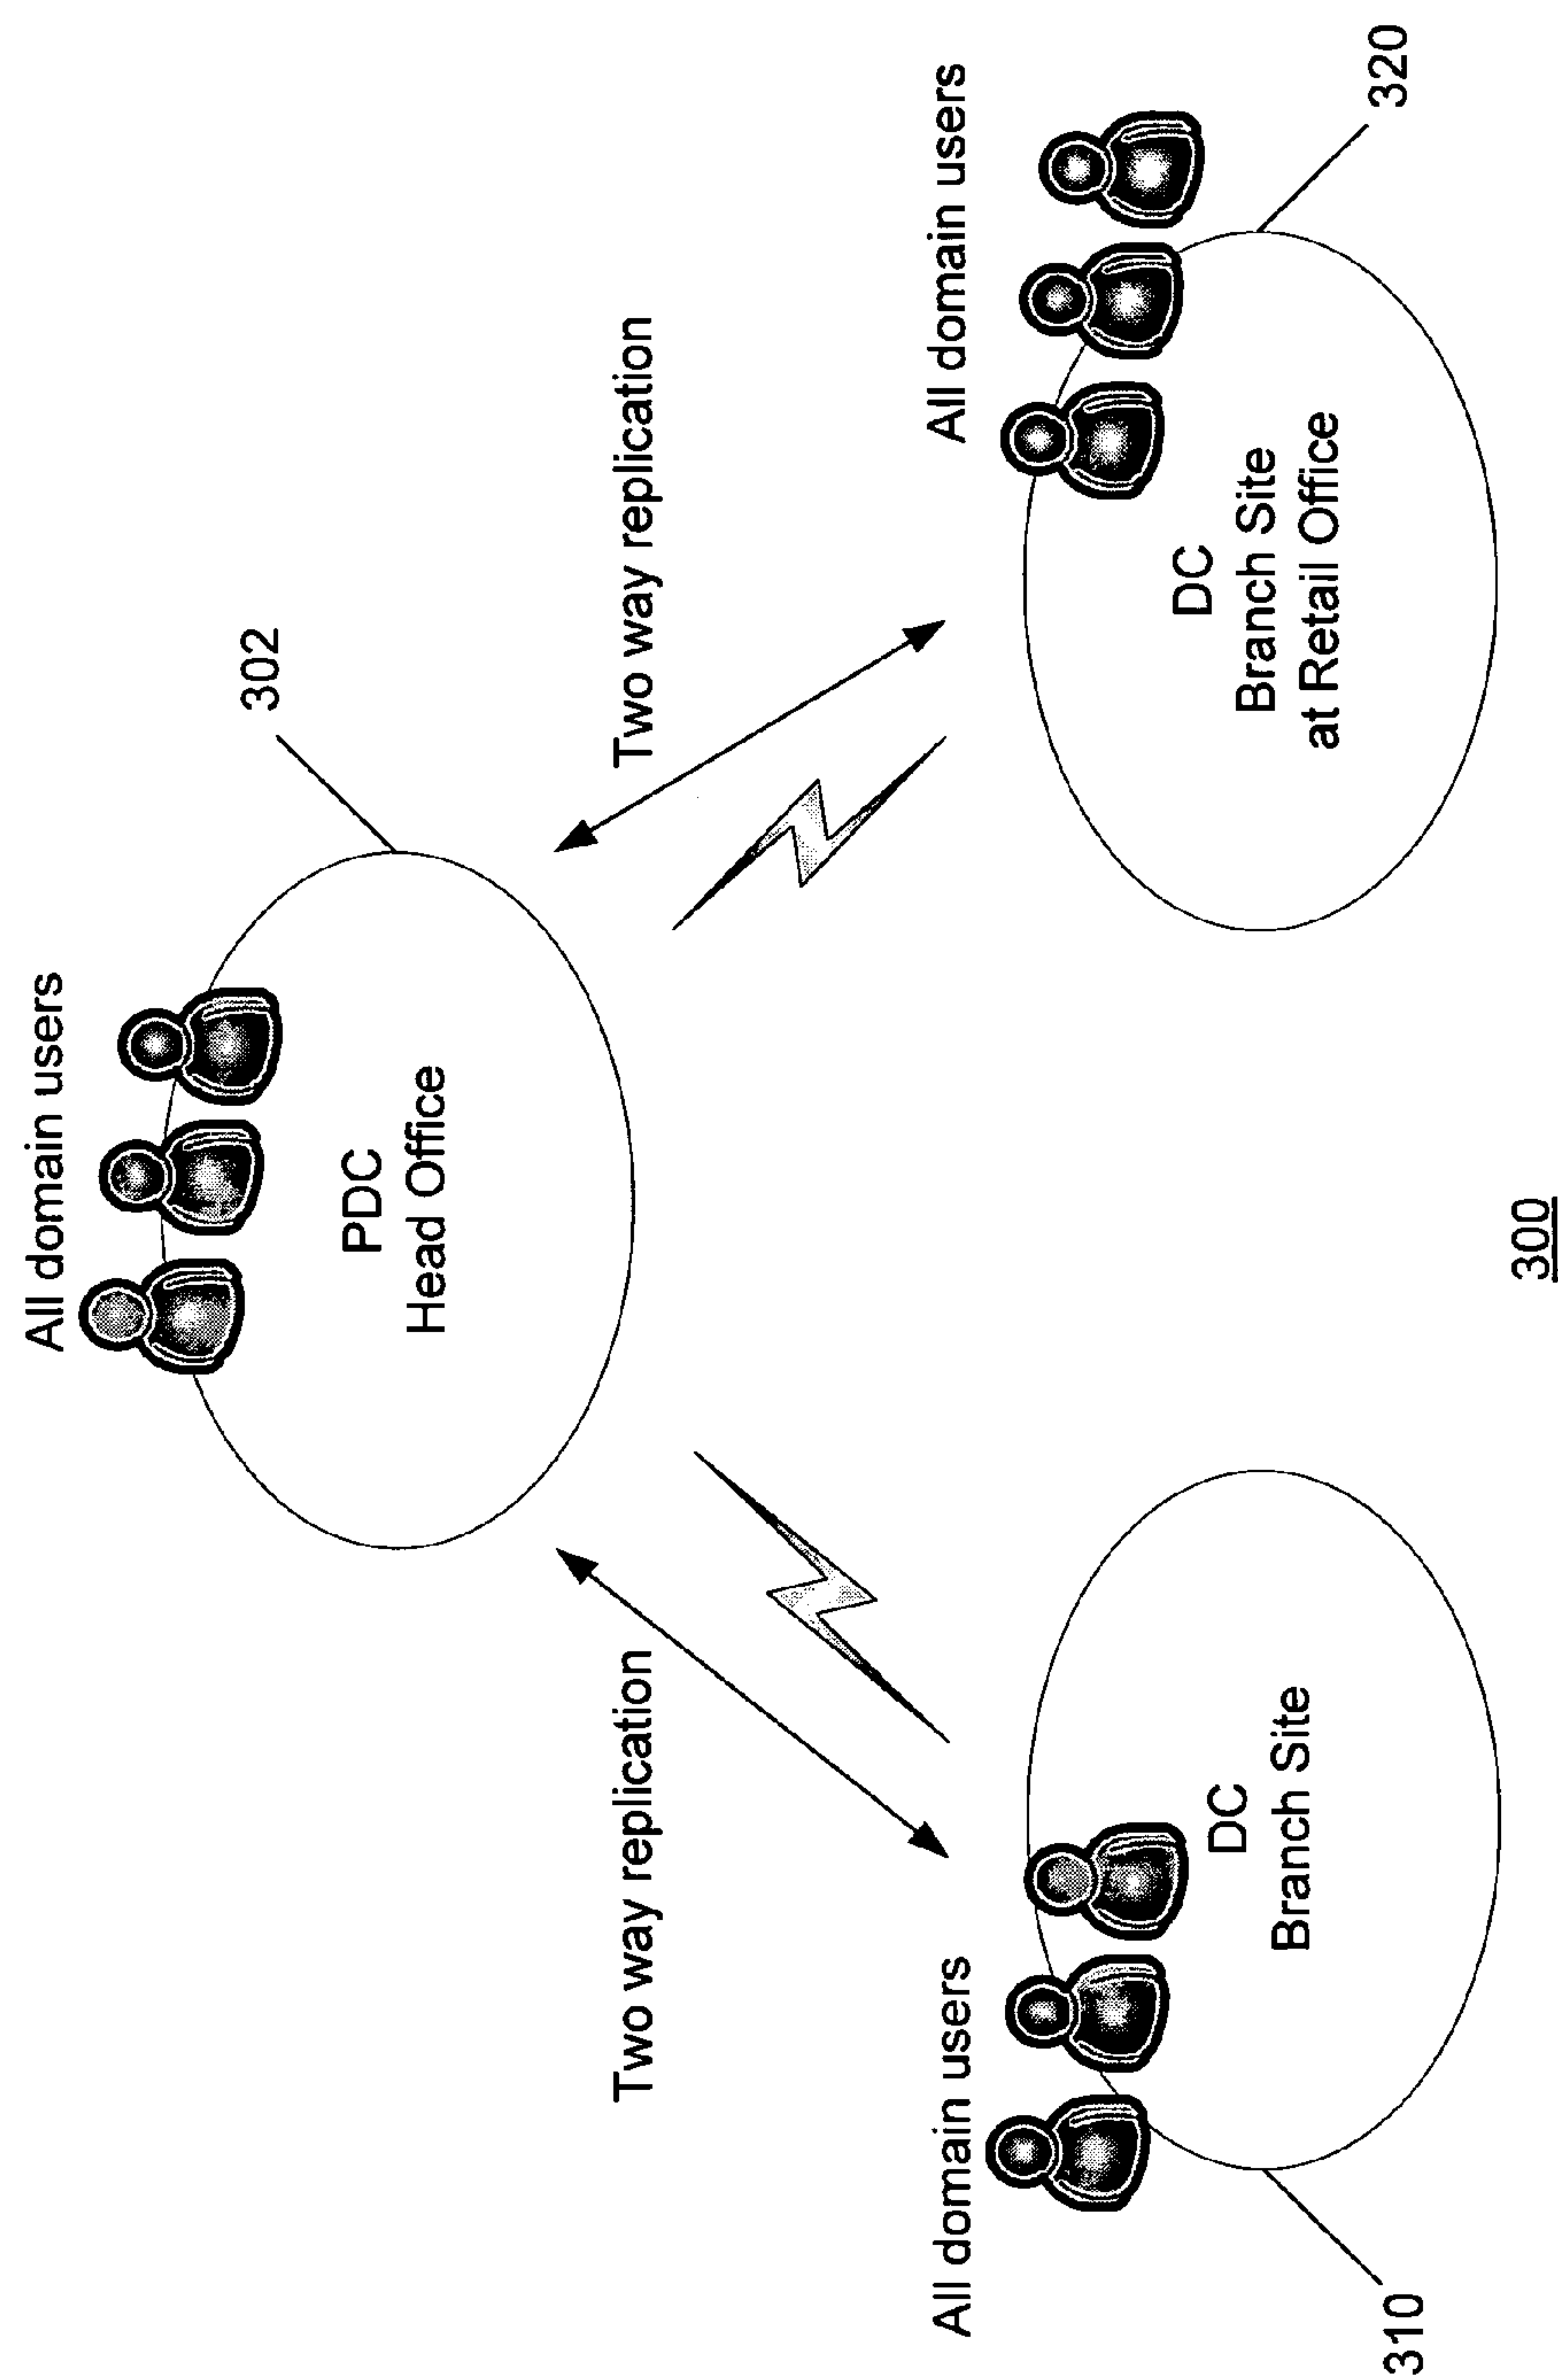 All domain users
302
PDC
Head Office
Two way replication
Two way replication
All domain users
All domain users
DC
Branch Site
DC
Branch Site
at Retail Office
310
320
300